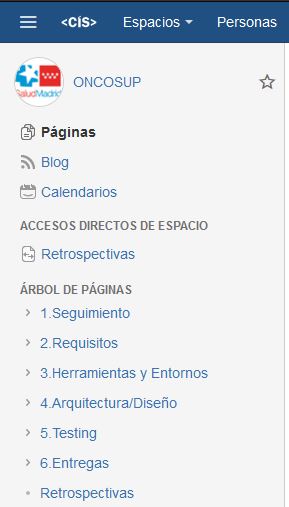 <CÍS> Espacios Personas
SaludMadrid
ONCOSUP
Páginas
Blog
Calendarios
ACCESOS DIRECTOS DE ESPACIO
Retrospectivas
ÁRBOL DE PÁGINAS
1.Seguimiento
2.Requisitos
3.Herramientas y Entornos
4.Arquitectura/Diseño
5.Testing
6.Entregas
Retrospectivas